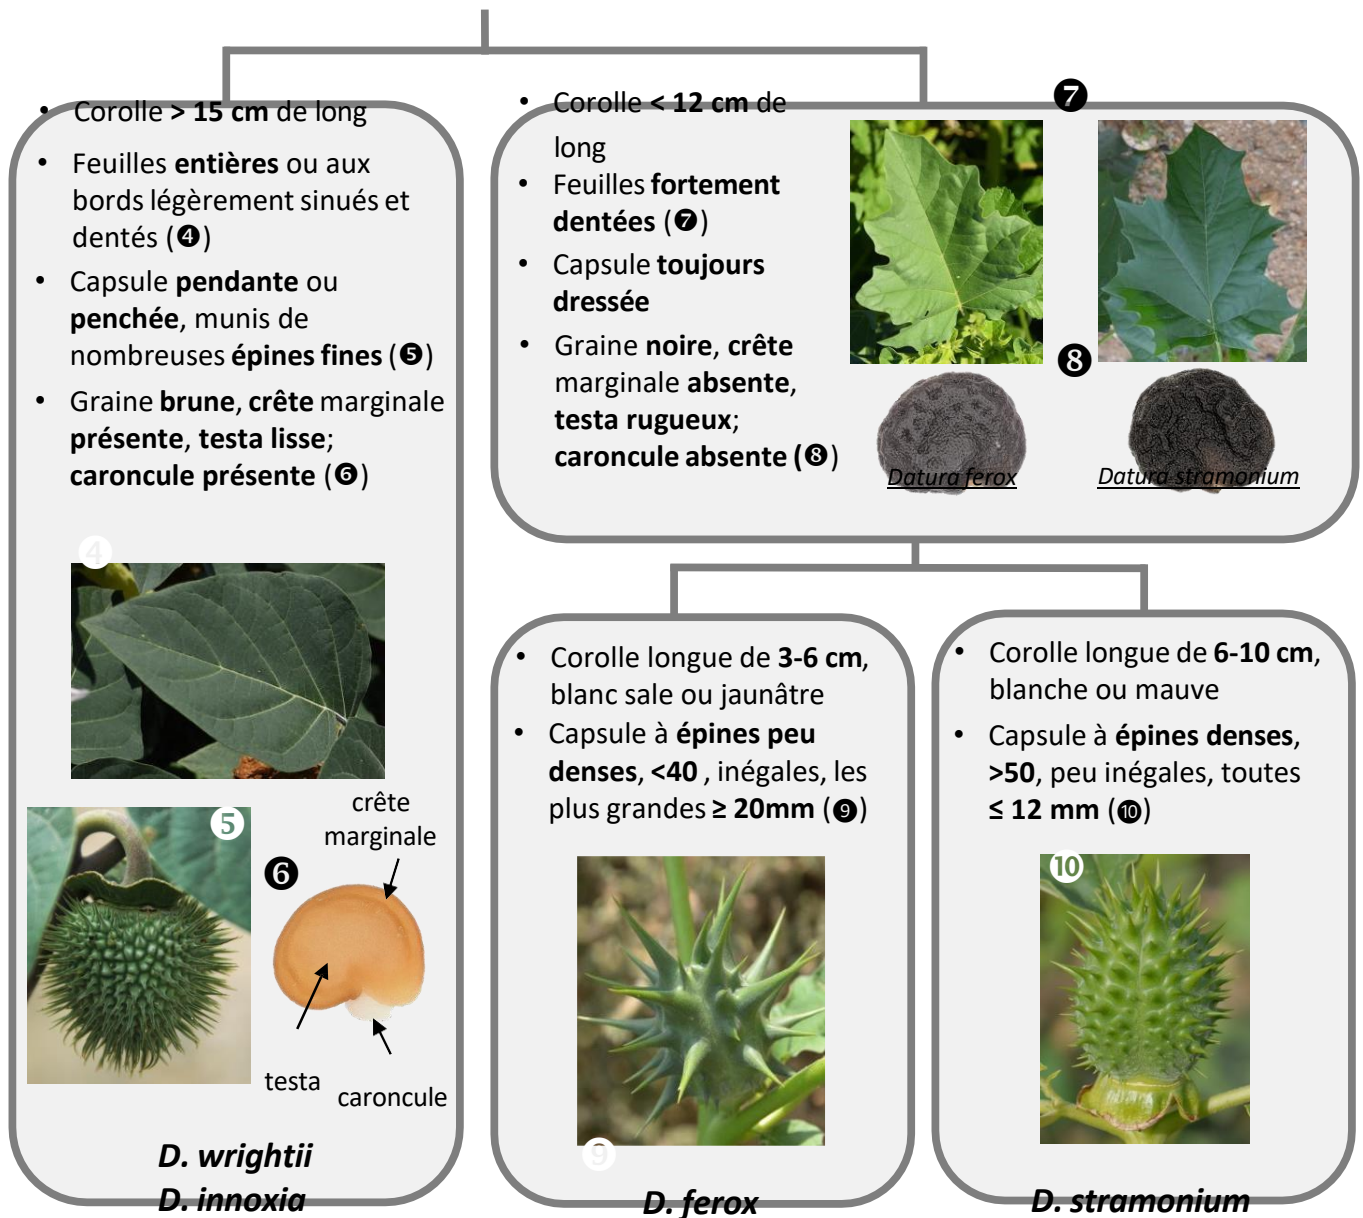 • Corolle > 15 cm de long
• Feuilles entières ou aux
bords légèrement sinués et
dentés (❹)
• Capsule pendante ou
penchée, munis de
nombreuses épines fines (❺)
• Graine brune, crête marginale
présente, testa lisse;
caroncule présente (❻)
❹
❺
❻
crête
marginale
testa
caroncule
D. wrightii
D. innoxia
• Corolle < 12 cm de
long
• Feuilles fortement
dentées (❼)
• Capsule toujours
dressée
• Graine noire, crête
marginale absente,
testa rugueux;
caroncule absente (❽)
❼
❽
Datura ferox
Datura stramonium
• Corolle longue de 3-6 cm,
blanc sale ou jaunâtre
• Capsule à épines peu
denses, <40 , inégales, les
plus grandes ≥ 20mm (❾)
❾
D. ferox
• Corolle longue de 6-10 cm,
blanche ou mauve
• Capsule à épines denses,
>50, peu inégales, toutes
≤ 12 mm (❿)
❿
D. stramonium